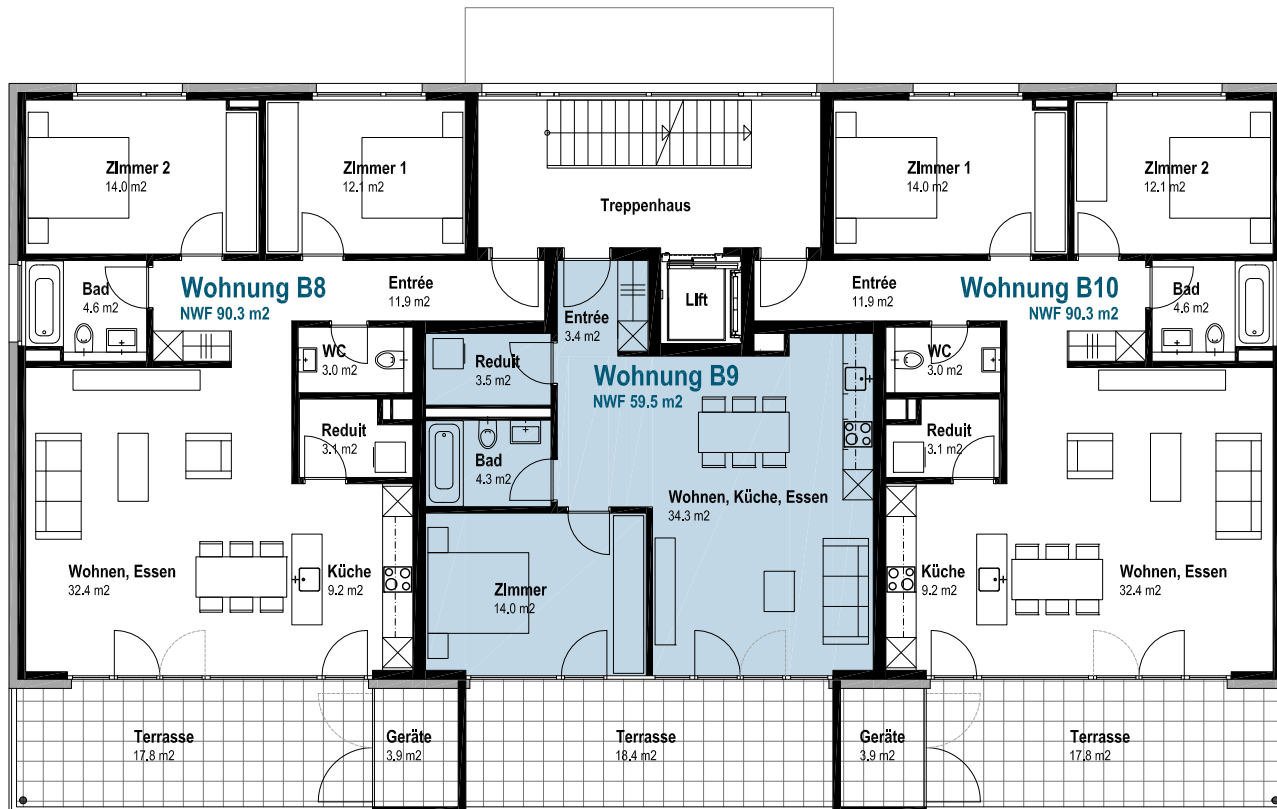 Zimmer 2
14.0 m2
Zimmer 1
12.1 m2
Treppenhaus
Zimmer 1
14.0 m2
Zimmer 2
12.1 m2
Bad
4.6 m2
Wohnung B8
NWF 90.3 m2
Entrée
11.9 m2
Entrée
3.4 m2
Lift
Entrée
11.9 m2
Wohnung B10
NWF 90.3 m2
Bad
4.6 m2
WC
3.0 m2
Reduit
3.5 m2
Wohnung B9
NWF 59.5 m2
WC
3.0 m2
Reduit
3.1 m2
Bad
4.3 m2
Reduit
3.1 m2
Wohnen, Küche, Essen
34.3 m2
Wohnen, Essen
32.4 m2
Küche
9.2 m2
Zimmer
14.0 m2
Küche
9.2 m2
Wohnen, Essen
32.4 m2
Terrasse
17.8 m2
Geräte
3.9 m2
Terrasse
18.4 m2
Geräte
3.9 m2
Terrasse
17.8 m2